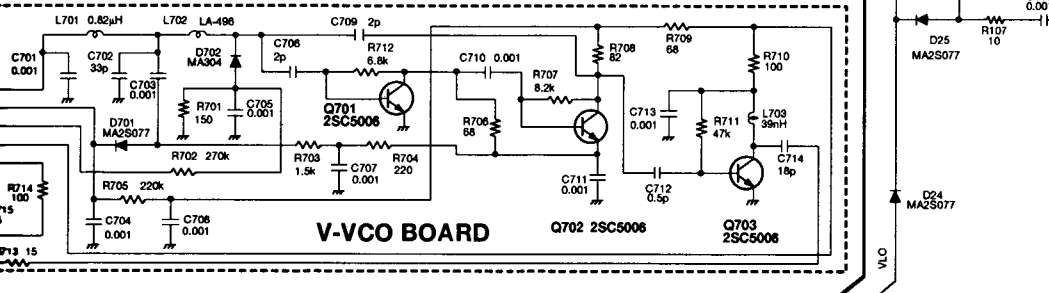 L701 0.82μH
L702 LA-496
C709 2p
R709
68
0.001
D25
MA2S077
R107
10
C701
0.001
C702
33p
C703
0.001
D702
MA304
C706
2p
R712
6.8k
C710 0.001
R707
8.2k
R708
82
R710
100
R701
150
C705
0.001
Q701
2SC5006
R706
68
C713
0.001
R711
47k
L703
39nH
D701
MA2S077
R702 270k
R703
1.5k
C707
0.001
R704
220
C711
0.001
C712
0.5p
C714
18p
R714
100
R705 220k
C704
0.001
C708
0.001
V-VCO BOARD
Q702 2SC5006
Q703
2SC5006
D24
MA2S077
VLO
15